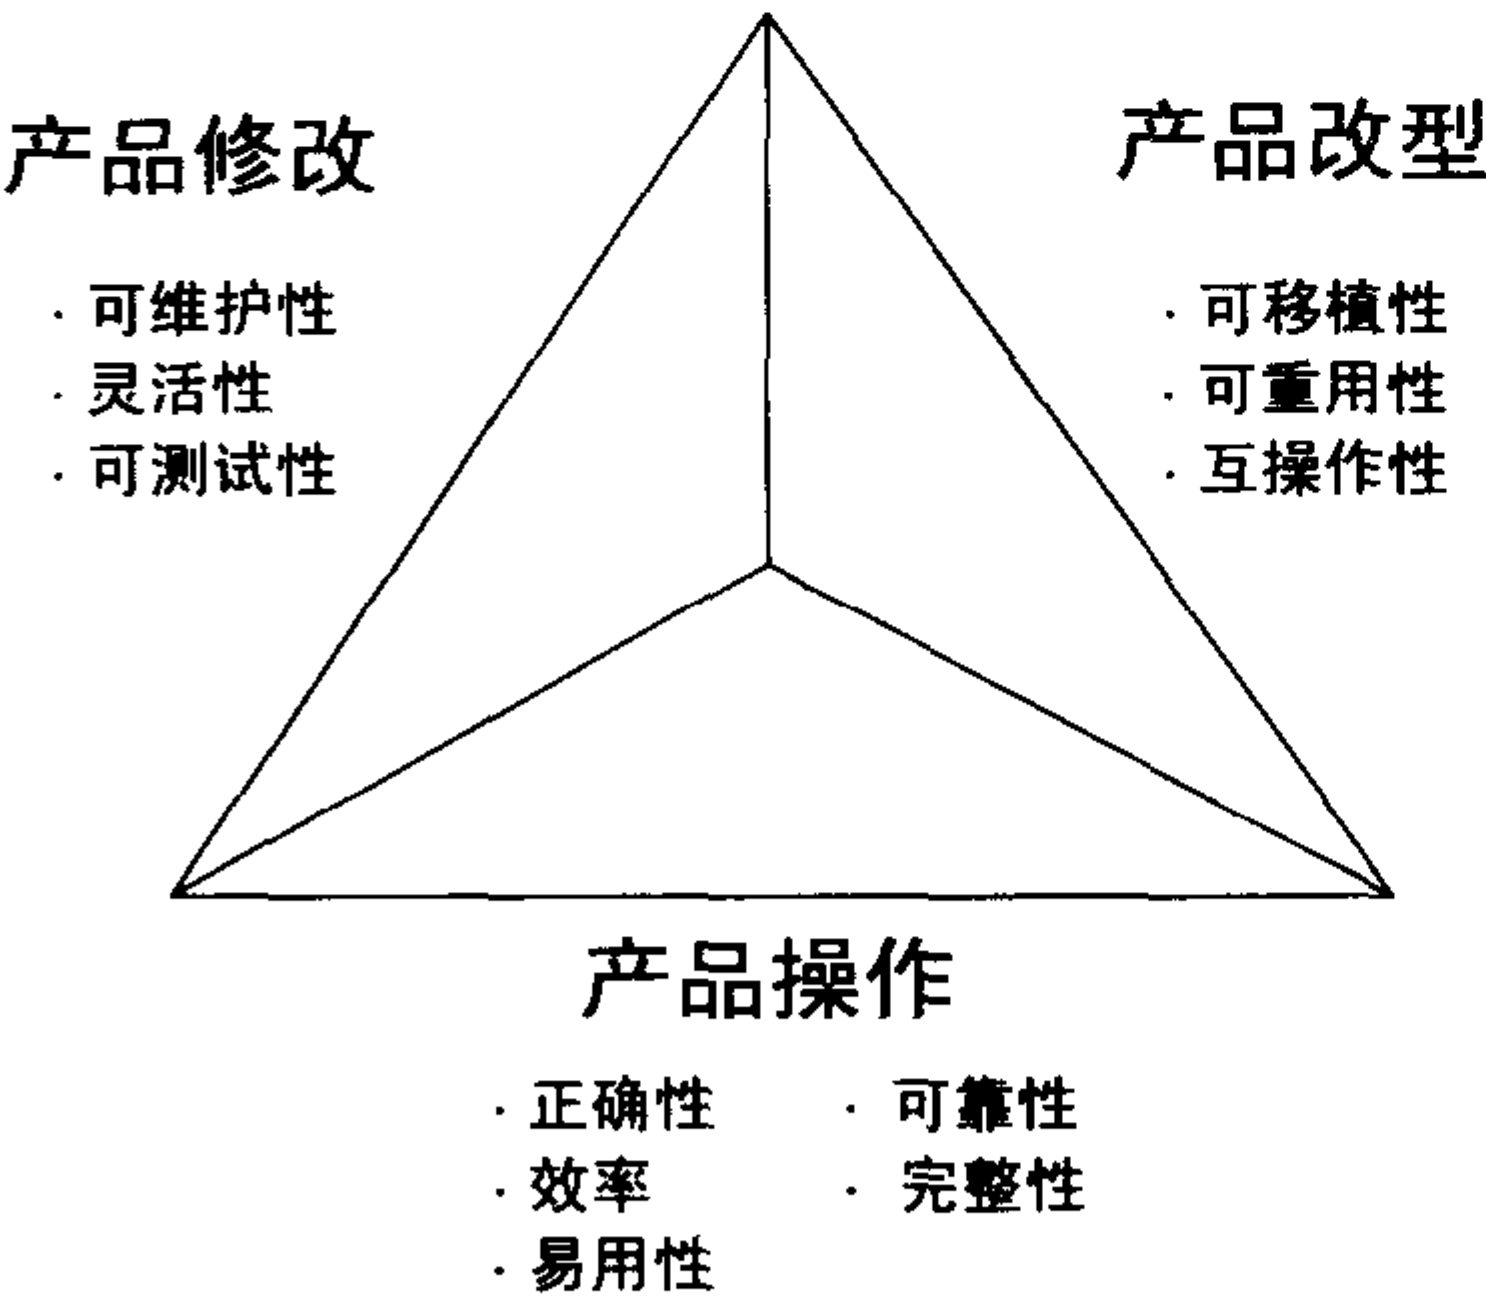 产品修改
· 可维护性
· 灵活性
· 可测试性
产品改型
· 可移植性
· 可重用性
· 互操作性
产品操作
· 正确性 · 可靠性
· 效率 · 完整性
· 易用性